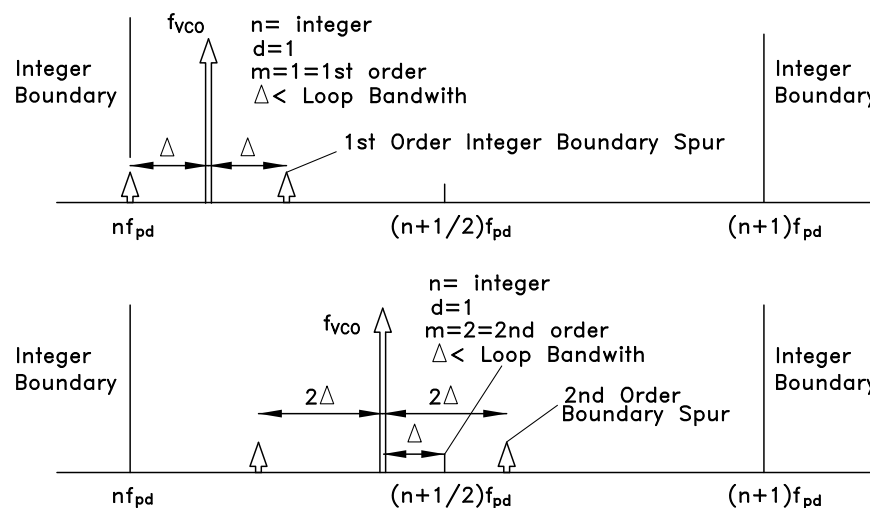 f_VCO
n= integer
d=1
m=1=1st order
Δ< Loop Bandwith
Integer
Boundary
Integer
Boundary
Δ
Δ
1st Order Integer Boundary Spur
nf_pd
(n+1/2)f_pd
(n+1)f_pd
n= integer
d=1
m=2=2nd order
Δ< Loop Bandwith
f_VCO
Integer
Boundary
Integer
Boundary
2Δ
2Δ
2nd Order
Boundary Spur
Δ
nf_pd
(n+1/2)f_pd
(n+1)f_pd